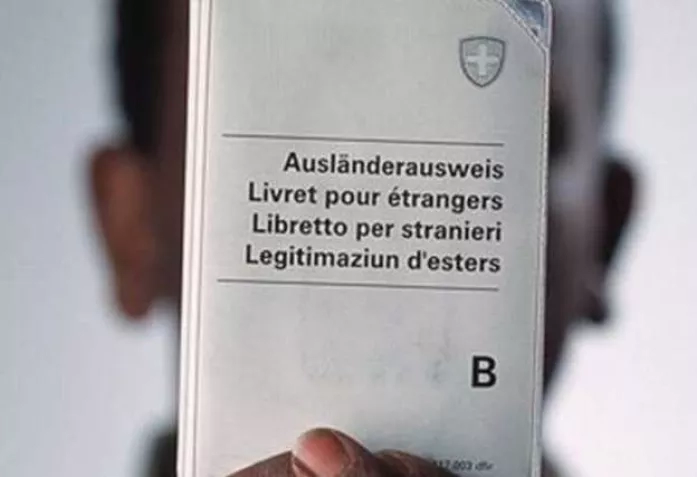 Ausländerausweis
Livret pour étrangers
Libretto per stranieri
Legitimaziun d'esters
B